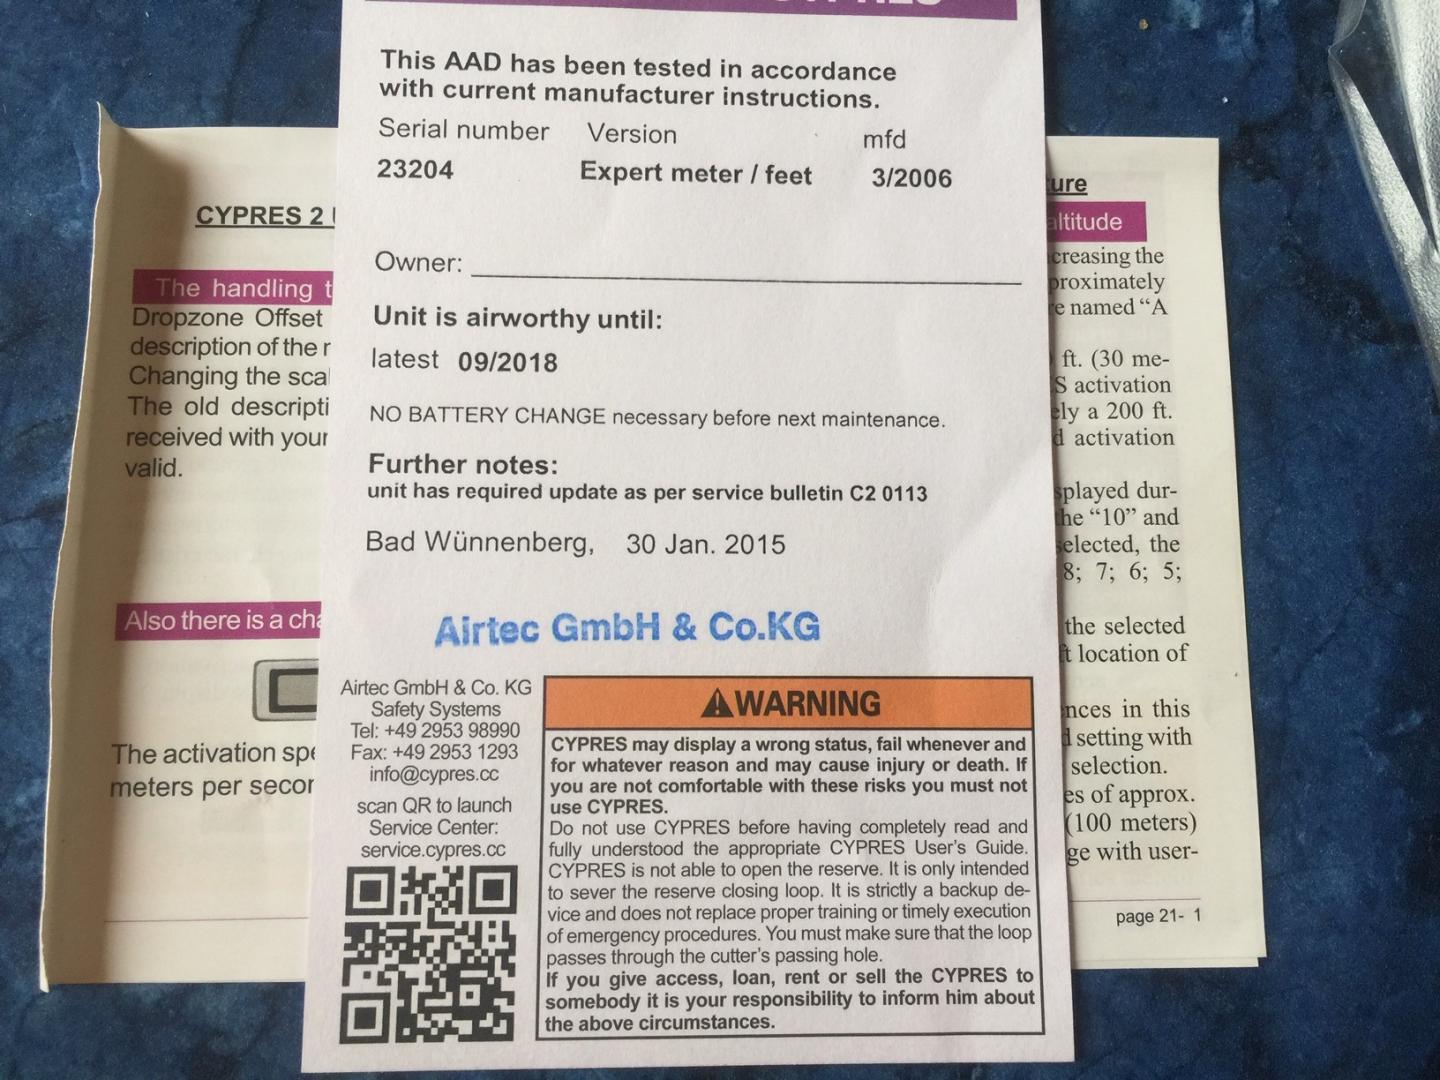 This AAD has been tested in accordance
with current manufacturer instructions.
Serial number Version mfd
23204 Expert meter / feet 3/2006
Owner:
Unit is airworthy until:
latest 09/2018
NO BATTERY CHANGE necessary before next maintenance.
Further notes:
unit has required update as per service bulletin C2 0113
Bad Wünnenberg, 30 Jan. 2015
Airtec GmbH & Co.KG
Airtec GmbH & Co. KG
Safety Systems
Tel: +49 2953 98990
Fax: +49 2953 1293
info@cypres.cc
scan QR to launch
Service Center:
service.cypres.cc
WARNING
CYPRES may display a wrong status, fail whenever and
for whatever reason and may cause injury or death. If
you are not comfortable with these risks you must not
use CYPRES.
Do not use CYPRES before having completely read and
fully understood the appropriate CYPRES User's Guide.
CYPRES is not able to open the reserve. It is only intended
to sever the reserve closing loop. It is strictly a backup de-
vice and does not replace proper training or timely execution
of emergency procedures. You must make sure that the loop
passes through the cutter's passing hole.
If you give access, loan, rent or sell the CYPRES to
somebody it is your responsibility to inform him about
the above circumstances.
CYPRES 2
The handling
Dropzone Offset
description of the
Changing the
The old
received with your
valid.
Also there is a
The activation
meters per
altitude
the
proximately
named "A
ft. (30 me-
activation
a 200 ft.
activation
dur-
"10" and
selected, the
8; 7; 6; 5;
the selected
location of
in this
setting with
selection.
of approx.
(100 meters)
with user-
page 21- 1